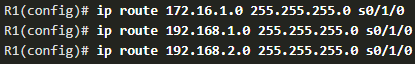 R1(config)# ip route 172.16.1.0 255.255.255.0 s0/1/0
R1(config)# ip route 192.168.1.0 255.255.255.0 s0/1/0
R1(config)# ip route 192.168.2.0 255.255.255.0 s0/1/0